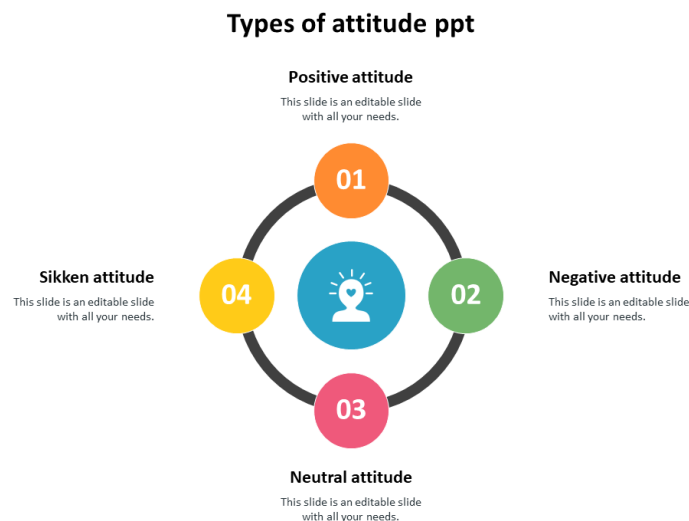 Types of attitude ppt
Positive attitude
This slide is an editable slide
with all your needs.
01
Sikken attitude
This slide is an editable slide
with all your needs.
04
02
Negative attitude
This slide is an editable slide
with all your needs.
03
Neutral attitude
This slide is an editable slide
with all your needs.